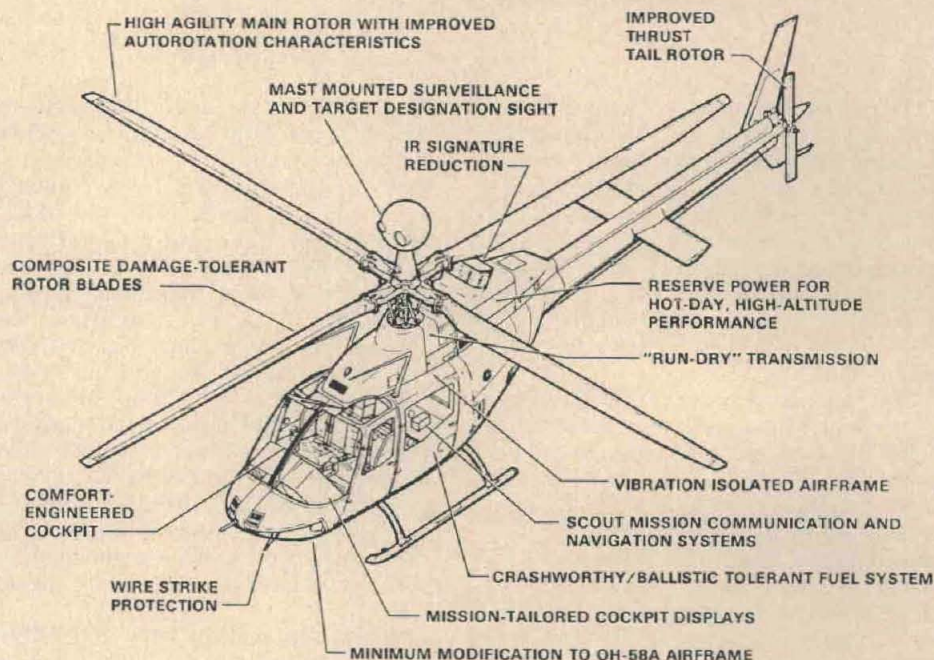 HIGH AGILITY MAIN ROTOR WITH IMPROVED
AUTOROTATION CHARACTERISTICS
IMPROVED
THRUST
TAIL ROTOR
MAST MOUNTED SURVEILLANCE
AND TARGET DESIGNATION SIGHT
IR SIGNATURE
REDUCTION
COMPOSITE DAMAGE-TOLERANT
ROTOR BLADES
RESERVE POWER FOR
HOT-DAY, HIGH-ALTITUDE
PERFORMANCE
"RUN-DRY" TRANSMISSION
VIBRATION ISOLATED AIRFRAME
COMFORT-
ENGINEERED
COCKPIT
SCOUT MISSION COMMUNICATION AND
NAVIGATION SYSTEMS
CRASHWORTHY/BALLISTIC TOLERANT FUEL SYSTEM
WIRE STRIKE
PROTECTION
MISSION-TAILORED COCKPIT DISPLAYS
MINIMUM MODIFICATION TO OH-58A AIRFRAME